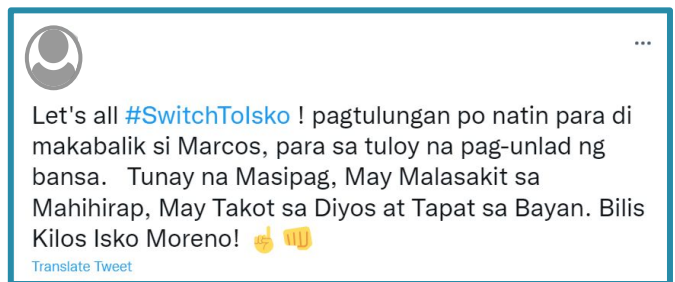 Let's all #SwitchToIsko ! pagtulungan po natin para di
makabalik si Marcos, para sa tuloy na pag-unlad ng
bansa. Tunay na Masipag, May Malasakit sa
Mahihirap, May Takot sa Diyos at Tapat sa Bayan. Bilis
Kilos Isko Moreno! ☝️👊
Translate Tweet